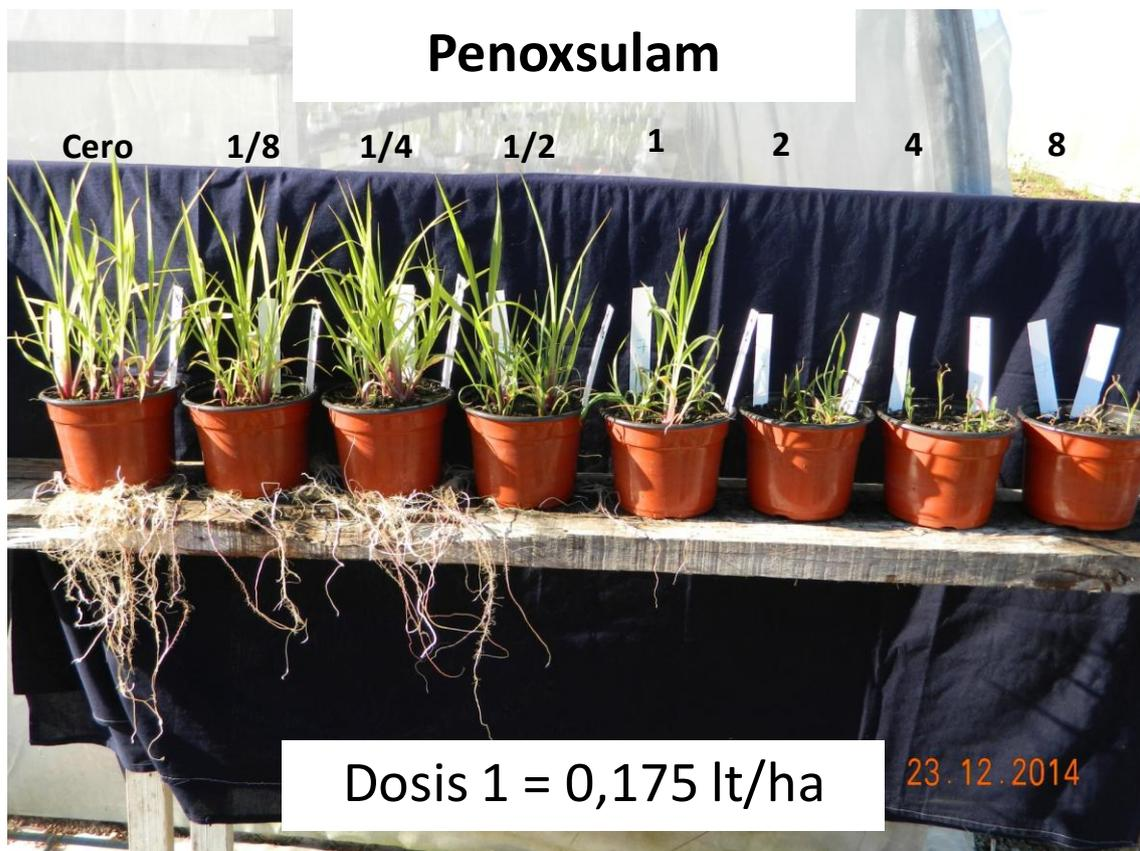 Penoxsulam
Cero 1/8 1/4 1/2 1 2 4 8
Dosis 1 = 0,175 lt/ha
23.12.2014